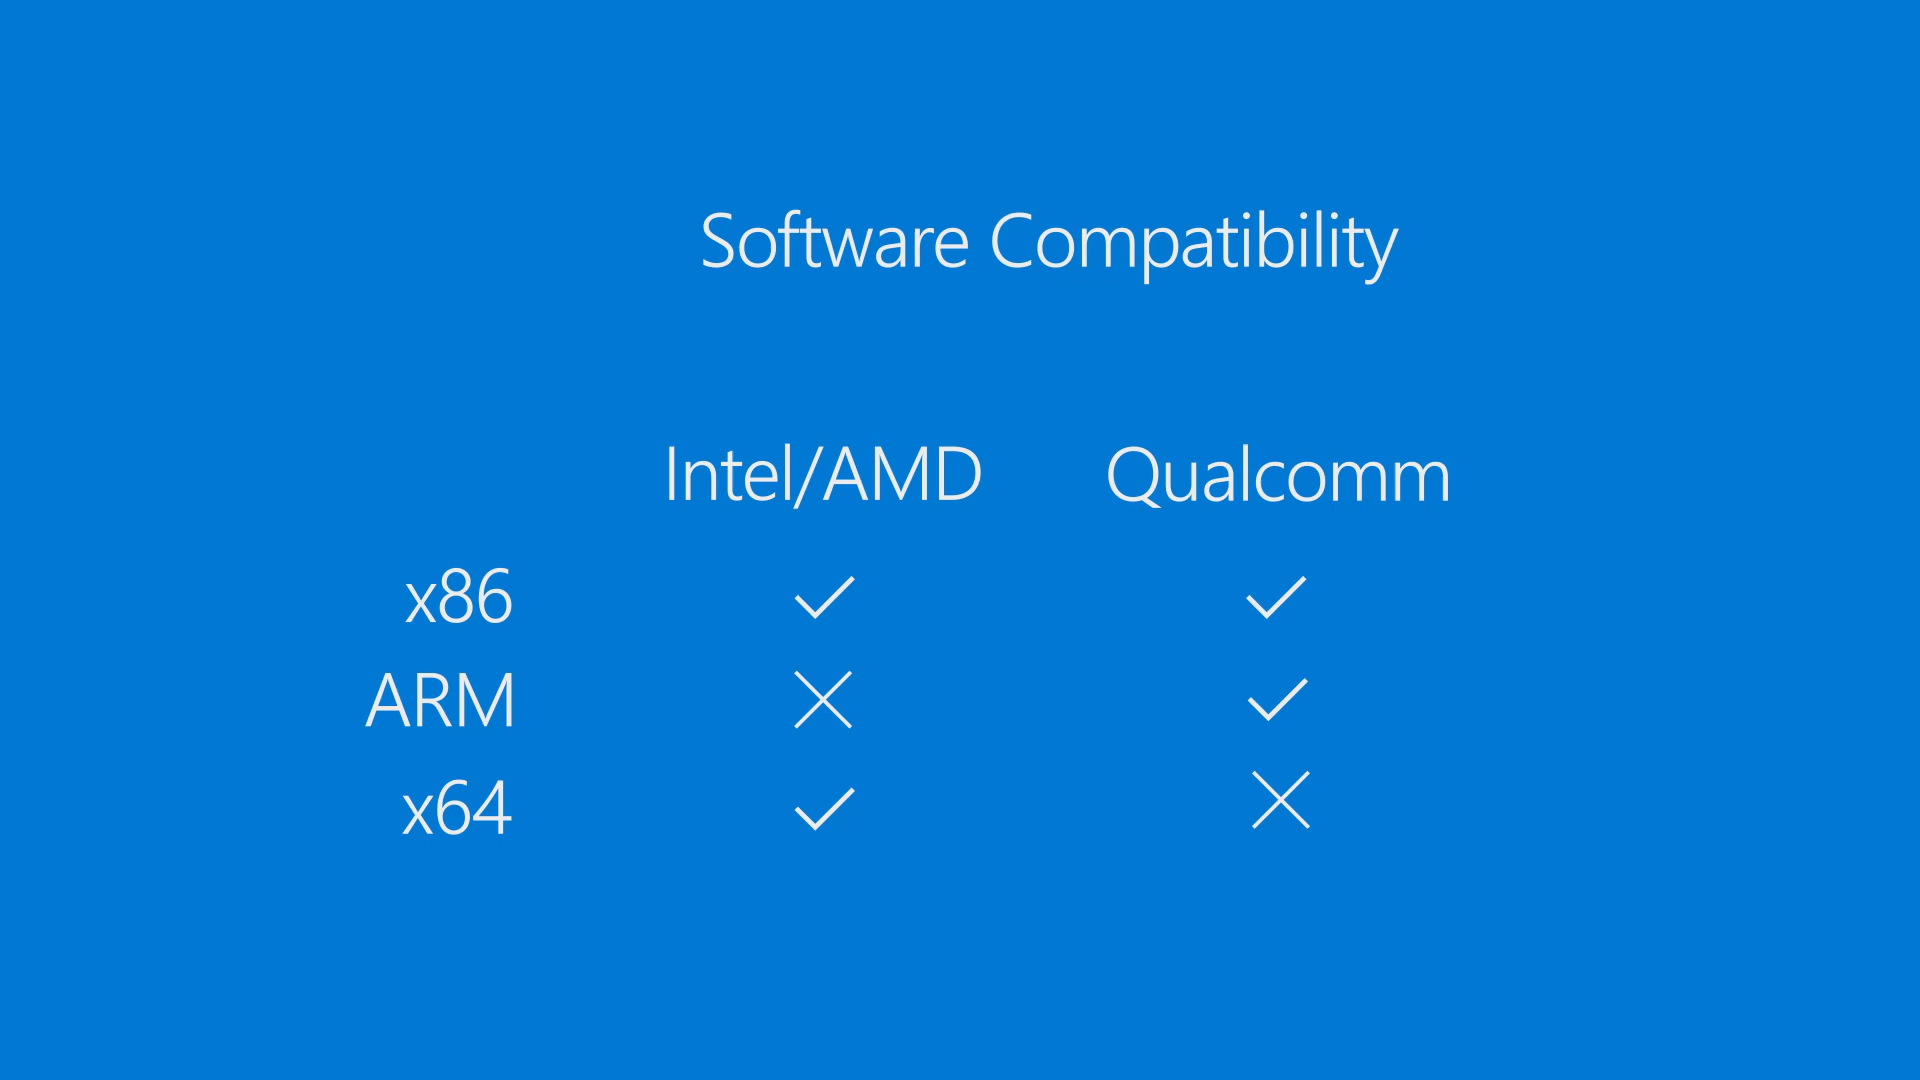 Software Compatibility
Intel/AMD Qualcomm
x86 ✓ ✓
ARM ✕ ✓
x64 ✓ ✕